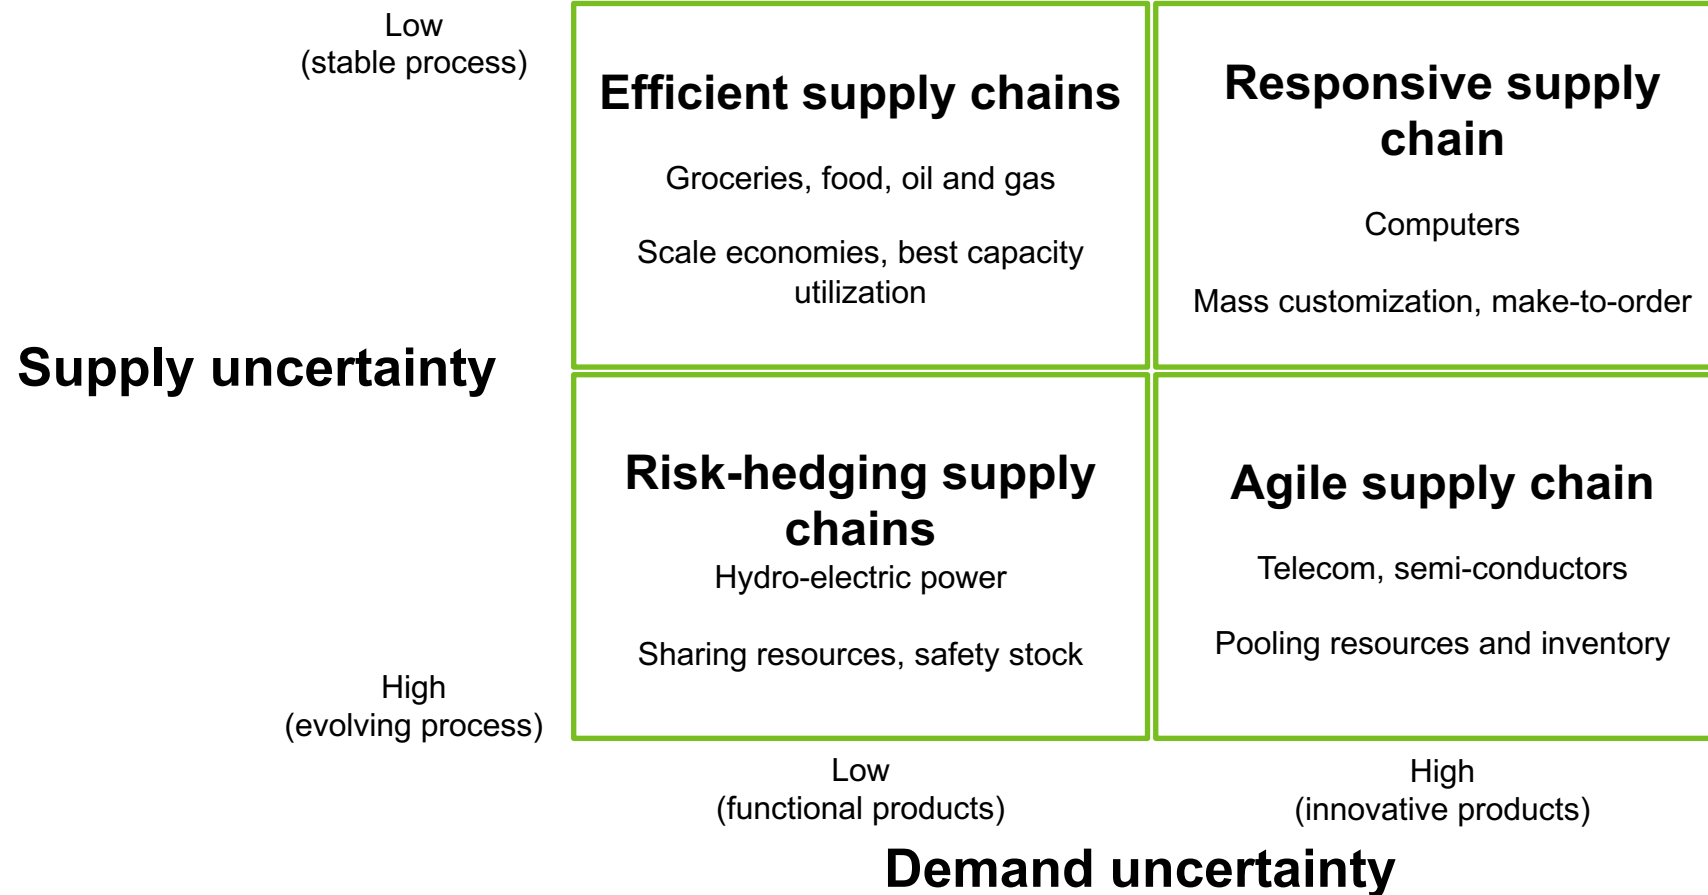 Low
(stable process)
Efficient supply chains
Groceries, food, oil and gas
Scale economies, best capacity
utilization
Responsive supply
chain
Computers
Mass customization, make-to-order
Supply uncertainty
Risk-hedging supply
chains
Hydro-electric power
Sharing resources, safety stock
Agile supply chain
Telecom, semi-conductors
Pooling resources and inventory
High
(evolving process)
Low
(functional products)
High
(innovative products)
Demand uncertainty